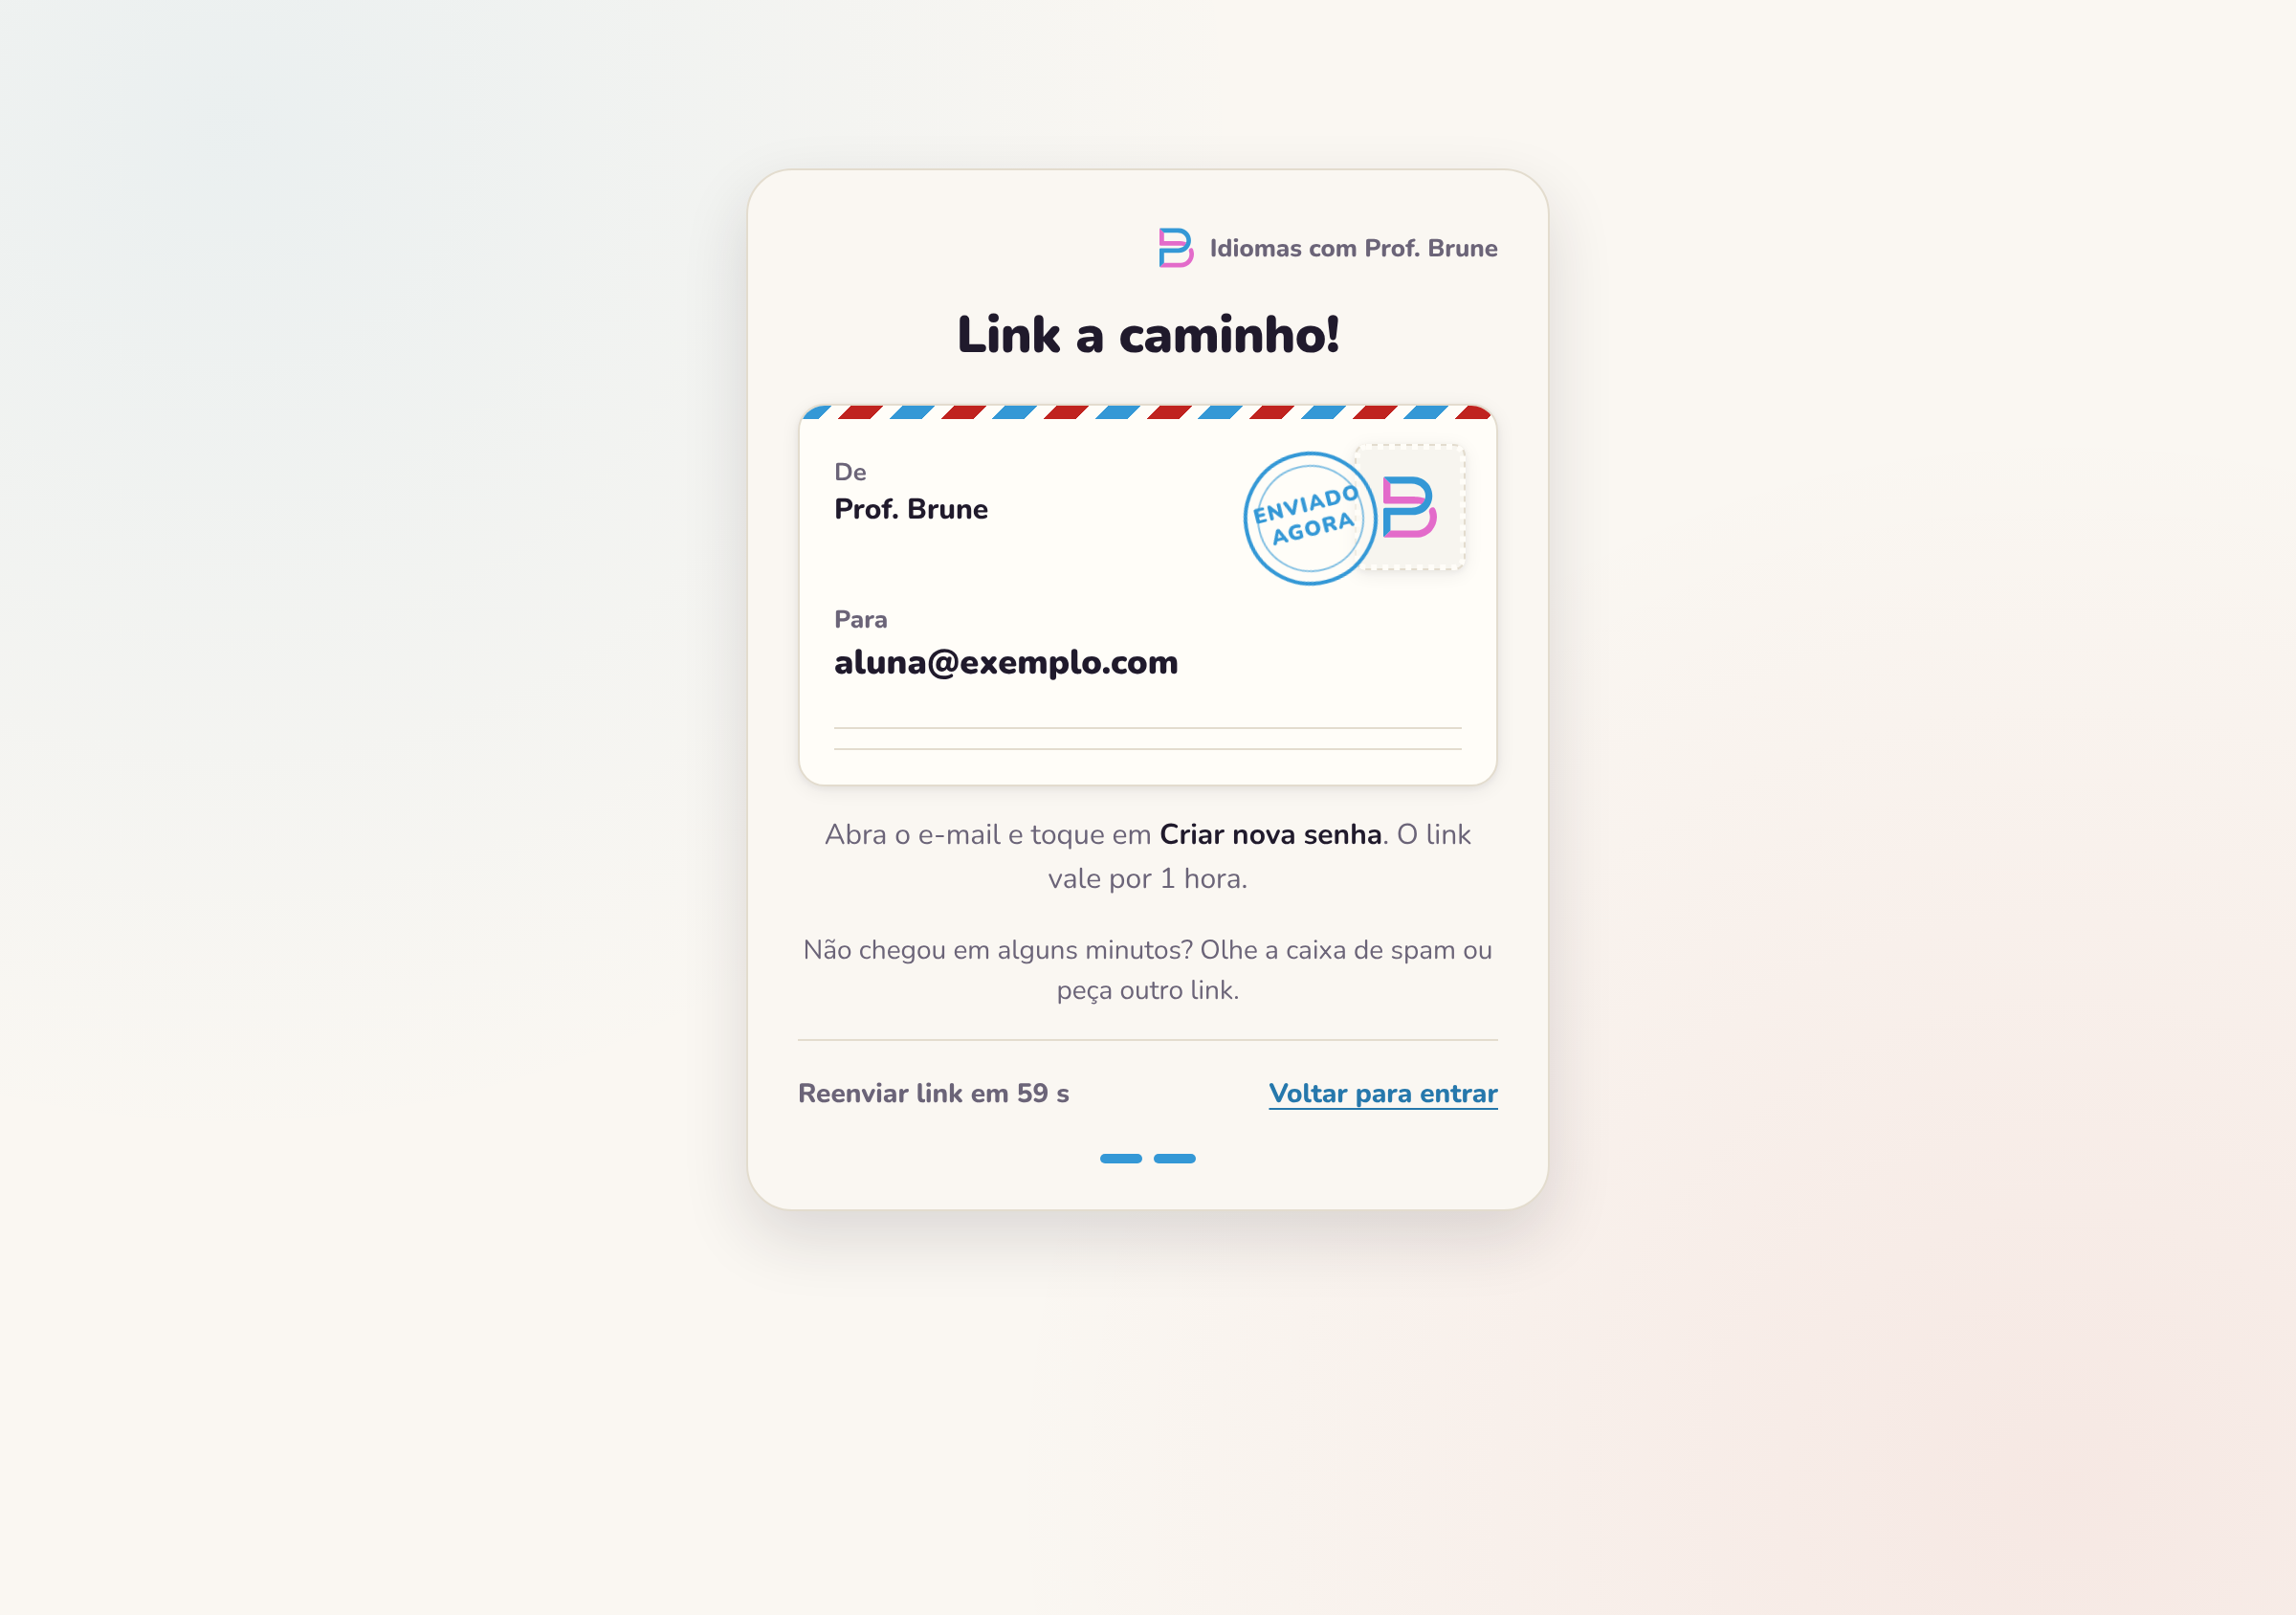 Idiomas com Prof. Brune
Link a caminho!
De
Prof. Brune
ENVIADO
AGORA
Para
aluna@exemplo.com
Abra o e-mail e toque em Criar nova senha. O link
vale por 1 hora.
Não chegou em alguns minutos? Olhe a caixa de spam ou
peça outro link.
Reenviar link em 59 s
Voltar para entrar